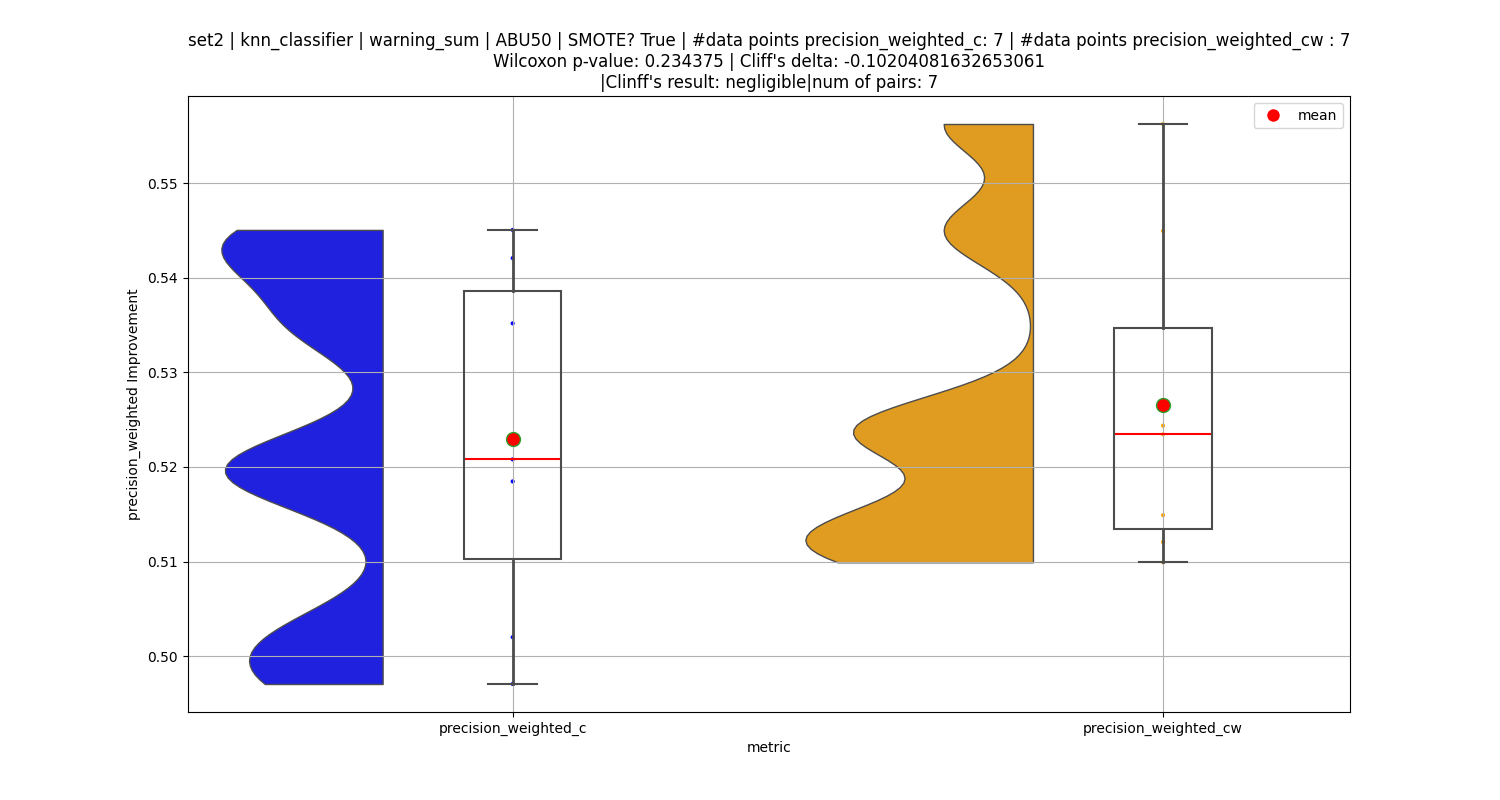 set2 | knn_classifier | warning_sum | ABU50 | SMOTE? True | #data points precision_weighted_c: 7 | #data points precision_weighted_cw : 7
Wilcoxon p-value: 0.234375 | Cliff's delta: -0.10204081632653061
|Clinff's result: negligible|num of pairs: 7
mean
precision_weighted Improvement
0.55
0.54
0.53
0.52
0.51
0.50
precision_weighted_c
precision_weighted_cw
metric